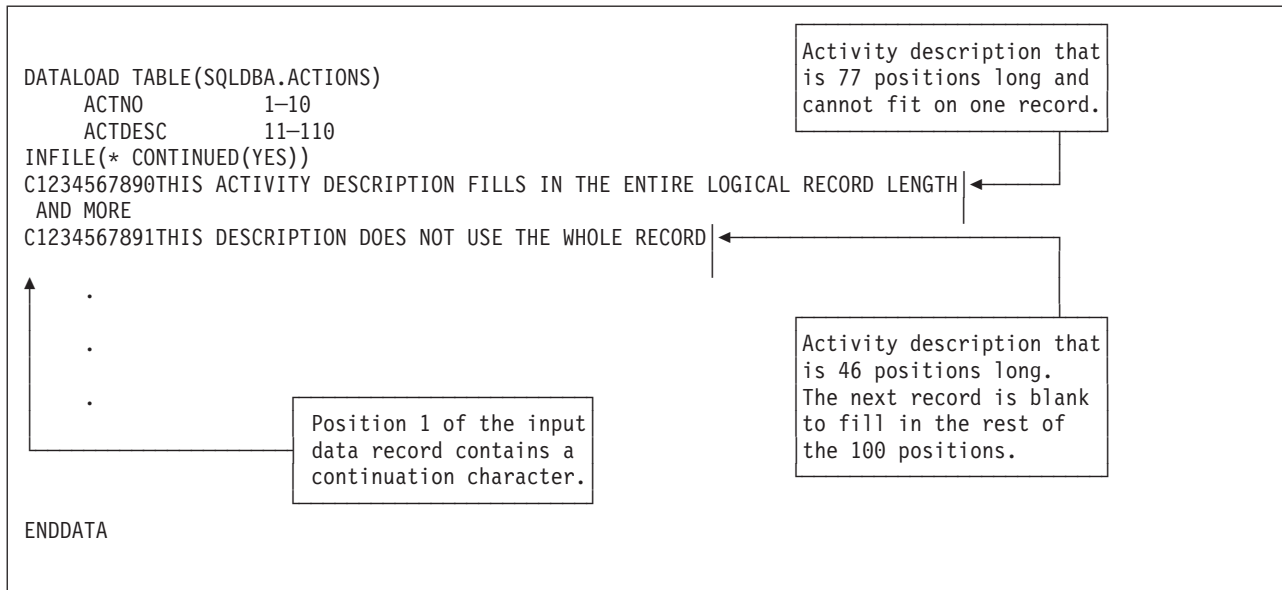 Activity description that
is 77 positions long and
cannot fit on one record.
DATALOAD TABLE(SQLDBA.ACTIONS)
ACTNO 1—10
ACTDESC 11—110
INFILE(* CONTINUED(YES))
C1234567890THIS ACTIVITY DESCRIPTION FILLS IN THE ENTIRE LOGICAL RECORD LENGTH
AND MORE
C1234567891THIS DESCRIPTION DOES NOT USE THE WHOLE RECORD
.
.
.
Activity description that
is 46 positions long.
The next record is blank
to fill in the rest of
the 100 positions.
Position 1 of the input
data record contains a
continuation character.
ENDDATA